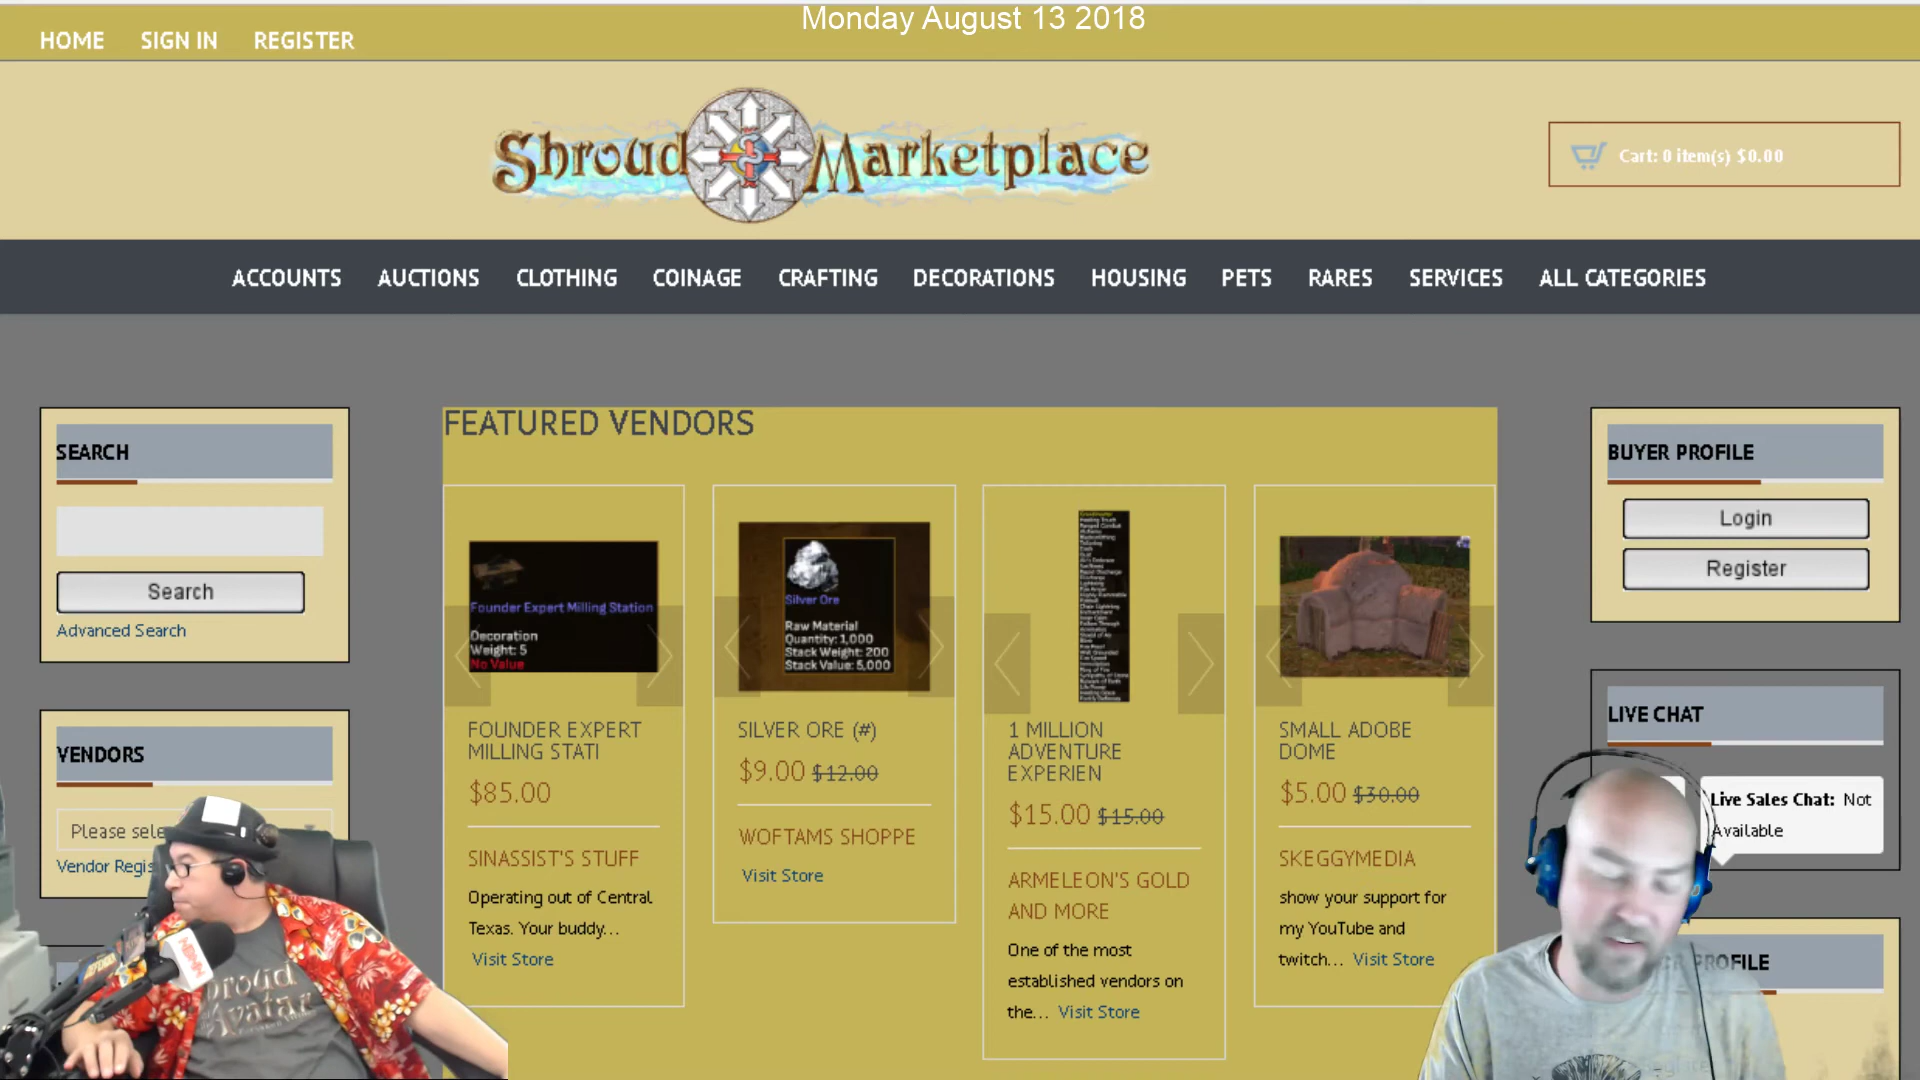 Monday August 13 2018
HOME SIGN IN REGISTER
Shroud Marketplace
Cart: 0 item(s) $0.00
ACCOUNTS AUCTIONS CLOTHING COINAGE CRAFTING DECORATIONS HOUSING PETS RARES SERVICES ALL CATEGORIES
SEARCH
Search
Advanced Search
VENDORS
Please sele
Vendor Regis
FEATURED VENDORS
Founder Expert Milling Station
Decoration
Weight: 5
No Value
FOUNDER EXPERT
MILLING STATI
$85.00
SINASSIST'S STUFF
Operating out of Central
Texas. Your buddy...
Visit Store
Silver Ore
Raw Material
Quantity: 1,000
Stack Weight: 200
Stack Value: 5,000
SILVER ORE (#)
$9.00 $12.00
WOFTAMS SHOPPE
Visit Store
1 MILLION
ADVENTURE
EXPERIEN
$15.00 $15.00
ARMELEON'S GOLD
AND MORE
One of the most
established vendors on
the... Visit Store
SMALL ADOBE
DOME
$5.00 $30.00
SKEGGYMEDIA
show your support for
my YouTube and
twitch... Visit Store
BUYER PROFILE
Login
Register
LIVE CHAT
Live Sales Chat: Not
Available
PROFILE
Shroud
Avatar